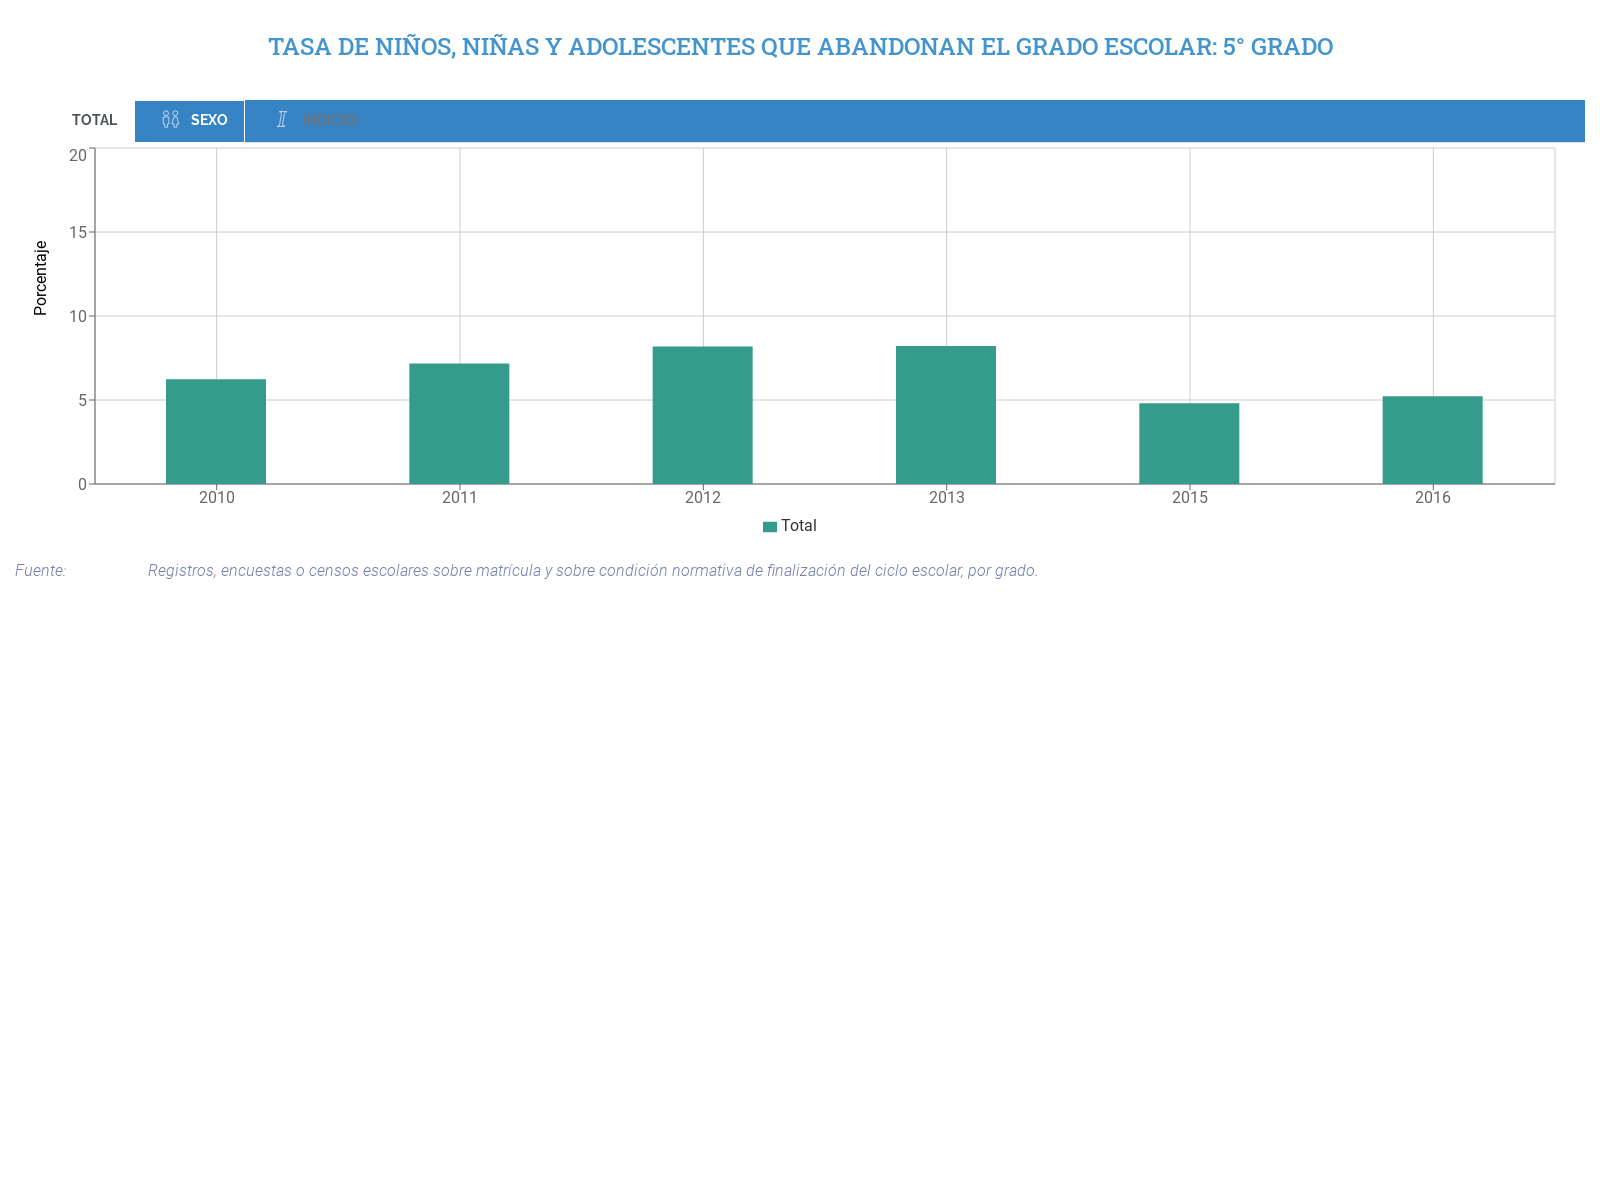 TASA DE NIÑOS, NIÑAS Y ADOLESCENTES QUE ABANDONAN EL GRADO ESCOLAR: 5° GRADO
TOTAL SEXO INDICES
20
15
10
5
0
Porcentaje
2010 2011 2012 2013 2015 2016
Total
Fuente: Registros, encuestas o censos escolares sobre matrícula y sobre condición normativa de finalización del ciclo escolar, por grado.